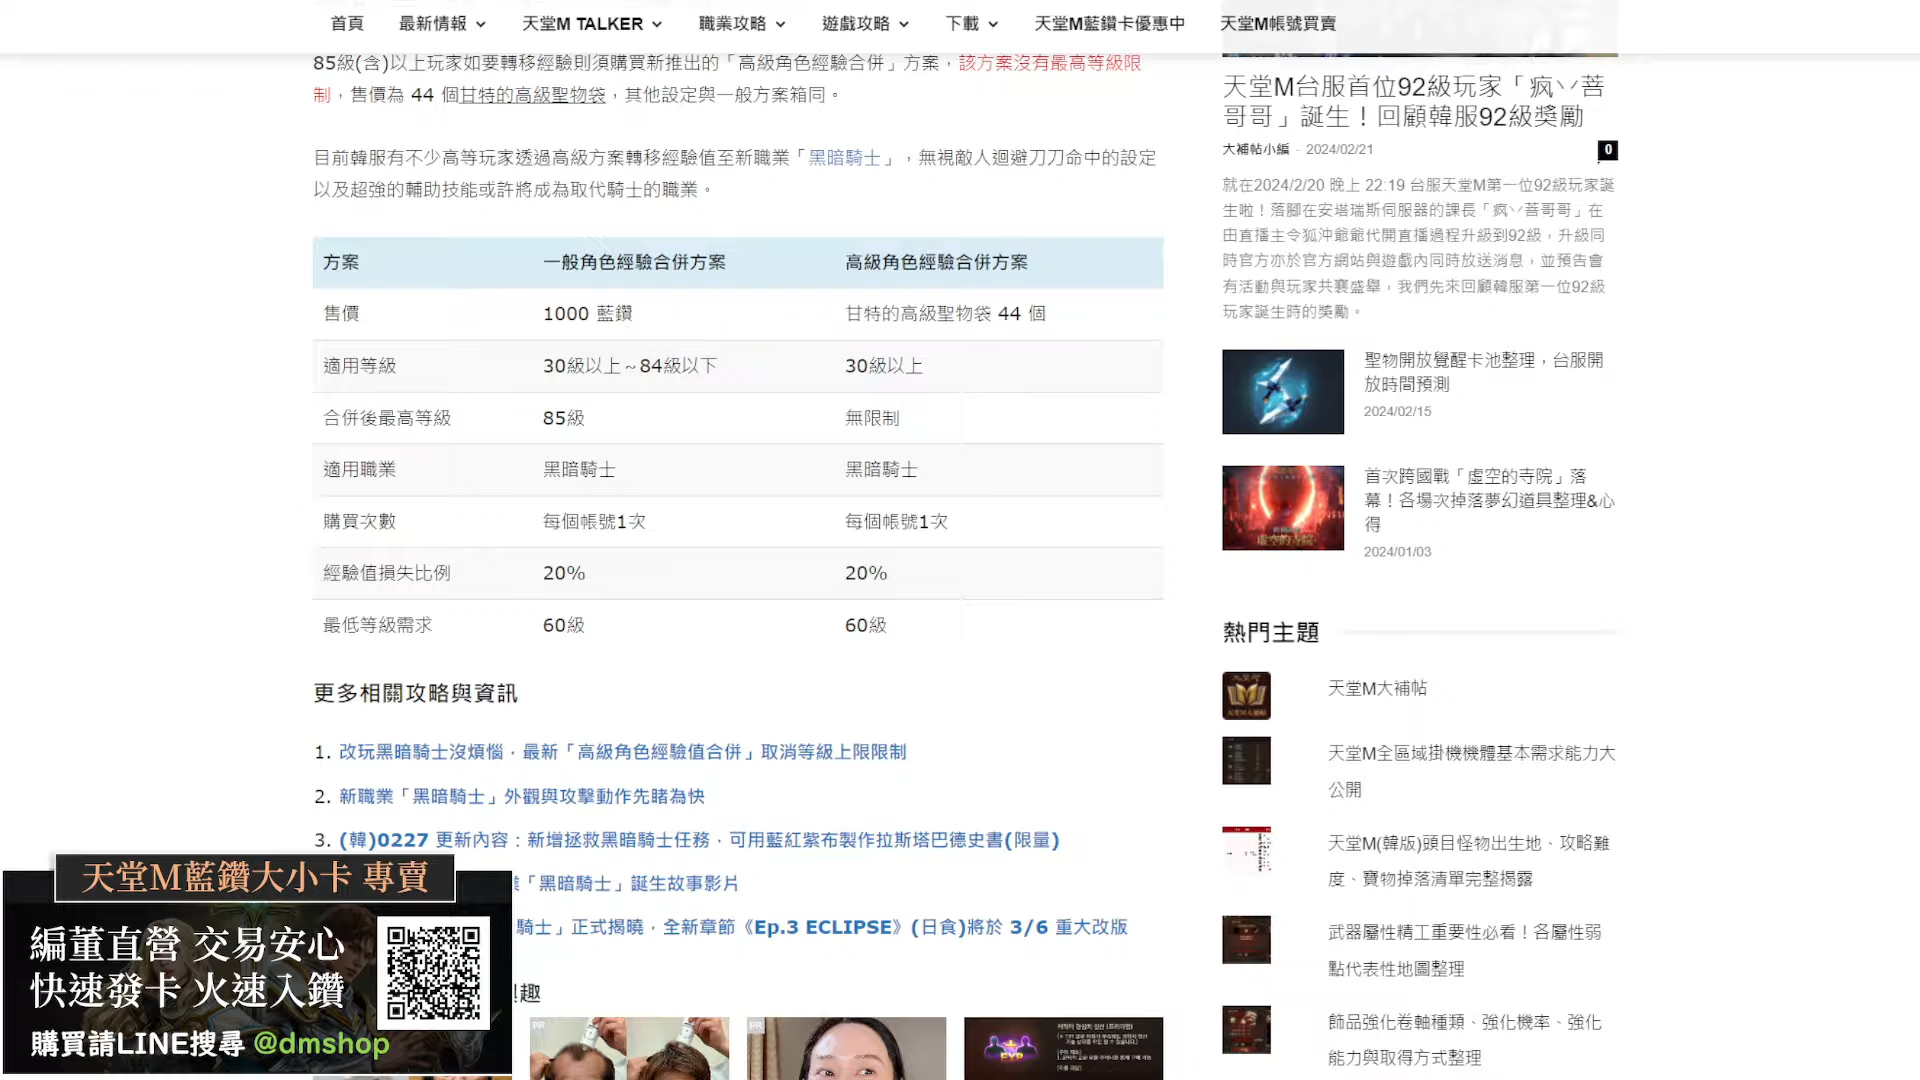 首頁 最新情報 天堂M TALKER 職業攻略 遊戲攻略 下載 天堂M藍鑽卡優惠中 天堂M帳號買賣
85級(含)以上玩家如要轉移經驗則須購買新推出的「高級角色經驗合併」方案，該方案沒有最高等級限
制，售價為 44 個甘特的高級聖物袋，其他設定與一般方案箱同。
目前韓服有不少高等玩家透過高級方案轉移經驗值至新職業「黑暗騎士」，無視敵人迴避刀刀命中的設定
以及超強的輔助技能或許將成為取代騎士的職業。
方案 一般角色經驗合併方案 高級角色經驗合併方案
售價 1000 藍鑽 甘特的高級聖物袋 44 個
適用等級 30級以上～84級以下 30級以上
合併後最高等級 85級 無限制
適用職業 黑暗騎士 黑暗騎士
購買次數 每個帳號1次 每個帳號1次
經驗值損失比例 20% 20%
最低等級需求 60級 60級
更多相關攻略與資訊
1. 改玩黑暗騎士沒煩惱，最新「高級角色經驗值合併」取消等級上限限制
2. 新職業「黑暗騎士」外觀與攻擊動作先睹為快
3. (韓)0227 更新內容：新增拯救黑暗騎士任務，可用藍紅紫布製作拉斯塔巴德史書(限量)
「黑暗騎士」誕生故事影片
騎士」正式揭曉，全新章節《Ep.3 ECLIPSE》(日食)將於 3/6 重大改版
趣
PR
PR
EXP
天堂M藍鑽大小卡 專賣
編董直營 交易安心
快速發卡 火速入鑽
購買請LINE搜尋 @dmshop
天堂M台服首位92級玩家「疯ㄚ菩
哥哥」誕生！回顧韓服92級獎勵
大補帖小編 - 2024/02/21 0
就在2024/2/20 晚上 22:19 台服天堂M第一位92級玩家誕
生啦！落腳在安塔瑞斯伺服器的課長「疯ㄚ菩哥哥」在
由直播主令狐沖爺爺代開直播過程升級到92級，升級同
時官方亦於官方網站與遊戲內同時放送消息，並預告會
有活動與玩家共襄盛舉，我們先來回顧韓服第一位92級
玩家誕生時的獎勵。
聖物開放覺醒卡池整理，台服開
放時間預測
2024/02/15
首次跨國戰「虛空的寺院」落
幕！各場次掉落夢幻道具整理&心
得
2024/01/03
虛空的寺院
熱門主題
天堂M大補帖
天堂M全區域掛機機體基本需求能力大
公開
天堂M(韓版)頭目怪物出生地、攻略難
度、寶物掉落清單完整揭露
武器屬性精工重要性必看！各屬性弱
點代表性地圖整理
飾品強化卷軸種類、強化機率、強化
能力與取得方式整理